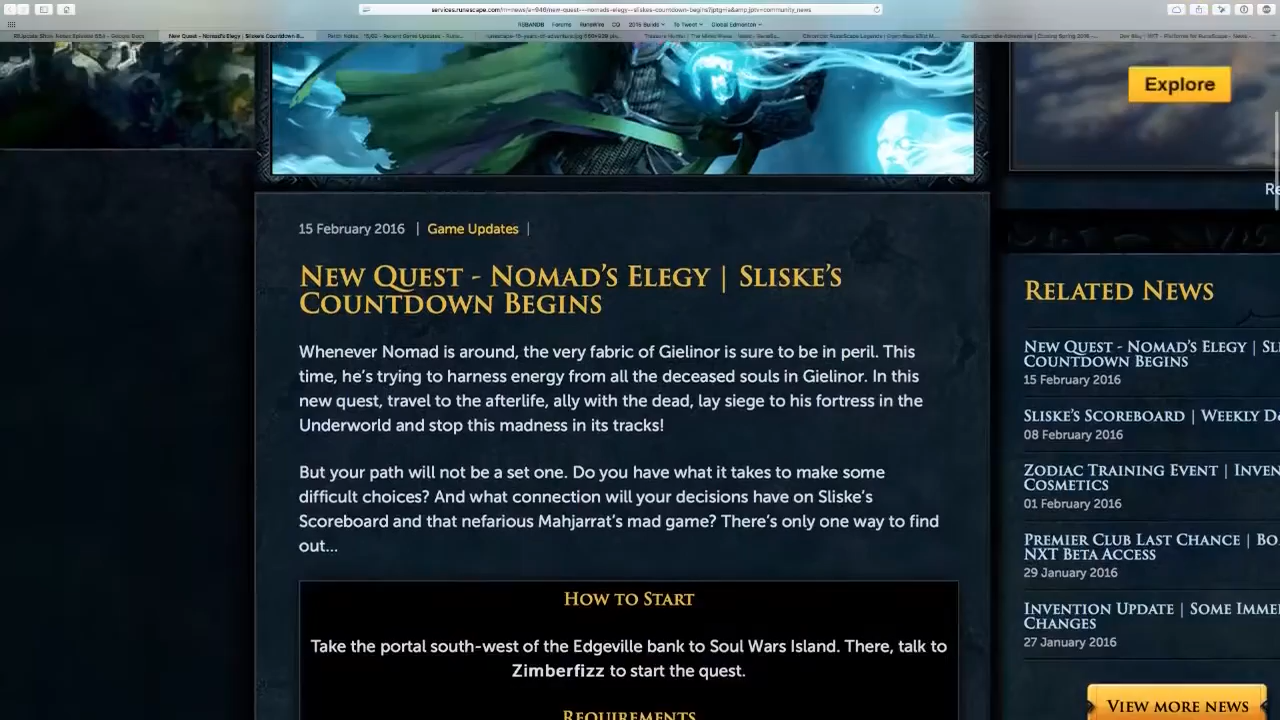 services.runescape.com/m=news/a=946/new-quest---nomads-elegy--sliskes-countdown-begins?jptg=ia&amp;jptv=community_news
RSBANDB Forums RuneWire CQ 2016 Builds To Tweet Global Edmonton
New Quest - Nomad's Elegy | Sliske's Countdown B...
Explore
15 February 2016 | Game Updates |
New Quest - Nomad's Elegy | Sliske's
Countdown Begins
Whenever Nomad is around, the very fabric of Gielinor is sure to be in peril. This
time, he's trying to harness energy from all the deceased souls in Gielinor. In this
new quest, travel to the afterlife, ally with the dead, lay siege to his fortress in the
Underworld and stop this madness in its tracks!
But your path will not be a set one. Do you have what it takes to make some
difficult choices? And what connection will your decisions have on Sliske's
Scoreboard and that nefarious Mahjarrat's mad game? There's only one way to find
out...
How to Start
Take the portal south-west of the Edgeville bank to Soul Wars Island. There, talk to
Zimberfizz to start the quest.
Requirements
Re
Related News
New Quest - Nomad's Elegy | Sl
Countdown Begins
15 February 2016
Sliske's Scoreboard | Weekly D
08 February 2016
Zodiac Training Event | Inven
Cosmetics
01 February 2016
Premier Club Last Chance | Bo
NXT Beta Access
29 January 2016
Invention Update | Some Imme
Changes
27 January 2016
View More News